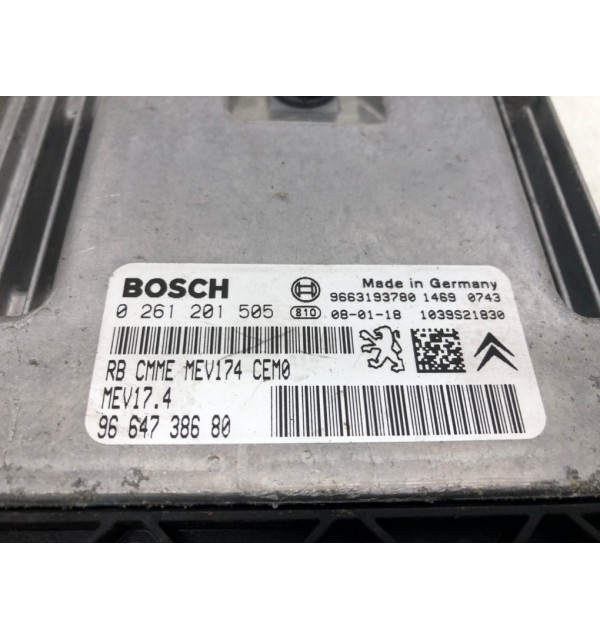 BOSCH
Made in Germany
9663193780 1469 0743
0 261 201 505 810 08-01-18 1039S21830
RB CMME MEV174 CEM0
MEV17.4
96 647 386 80